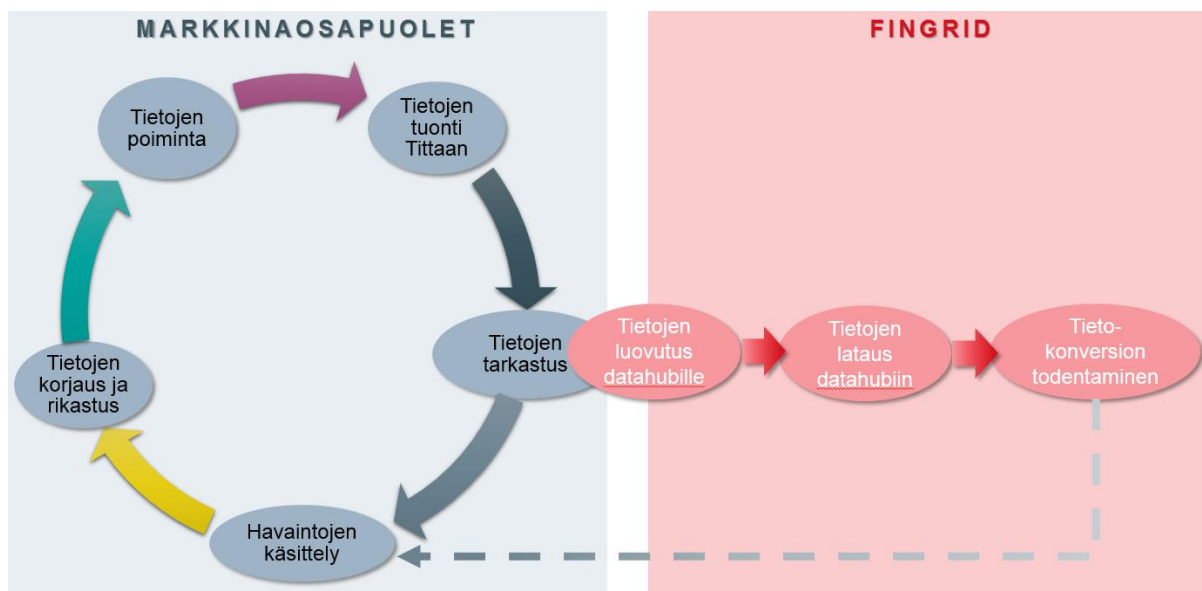 MARKKINAOSAPUOLET
FINGRID
Tietojen
poiminta
Tietojen
tuonti
Tittaan
Tietojen
tarkastus
Tietojen
luovutus
datahubille
Tietojen
lataus
datahubiin
Tieto-
konversion
todentaminen
Tietojen
korjaus ja
rikastus
Havaintojen
käsittely